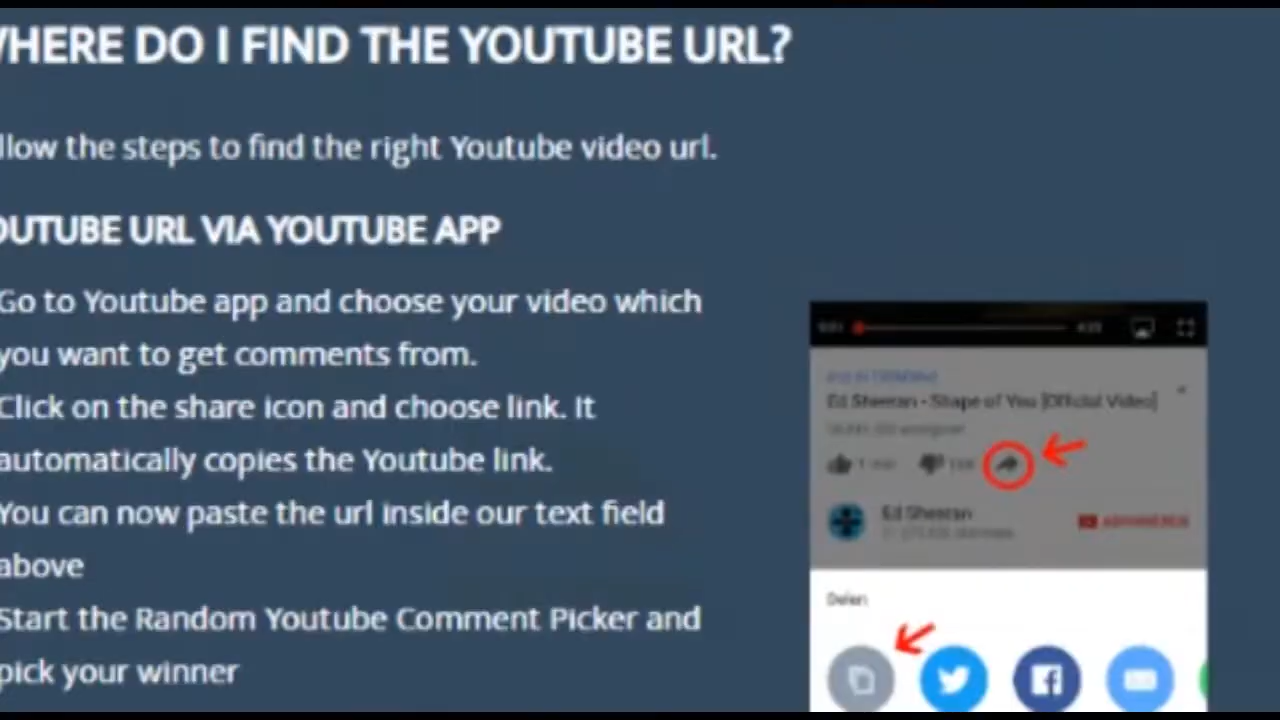 HERE DO I FIND THE YOUTUBE URL?
llow the steps to find the right Youtube video url.
OUTUBE URL VIA YOUTUBE APP
Go to Youtube app and choose your video which
you want to get comments from.
Click on the share icon and choose link. It
automatically copies the Youtube link.
You can now paste the url inside our text field
above
Start the Random Youtube Comment Picker and
pick your winner
Ed Sheeran - Shape of You [Official Video]
Ed Sheeran
Delen